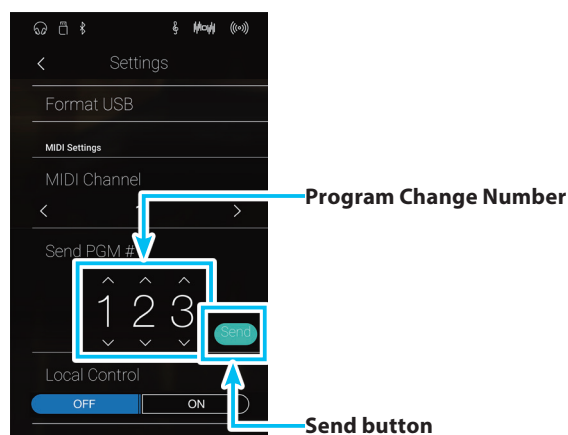 Settings
Format USB
MIDI Settings
MIDI Channel
Program Change Number
Send PGM #
1 2 3
Send
Local Control
OFF ON
Send button